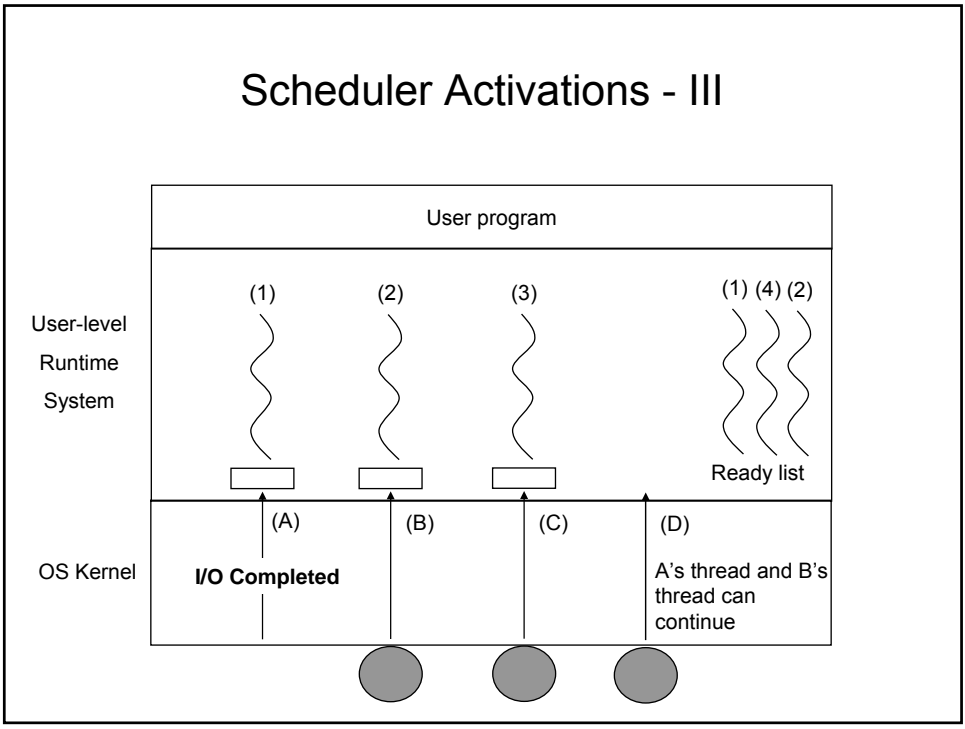 Scheduler Activations - III
User program
(1)
(2)
(3)
(1) (4) (2)
User-level
Runtime
System
Ready list
(A)
(B)
(C)
(D)
OS Kernel
I/O Completed
A's thread and B's
thread can
continue